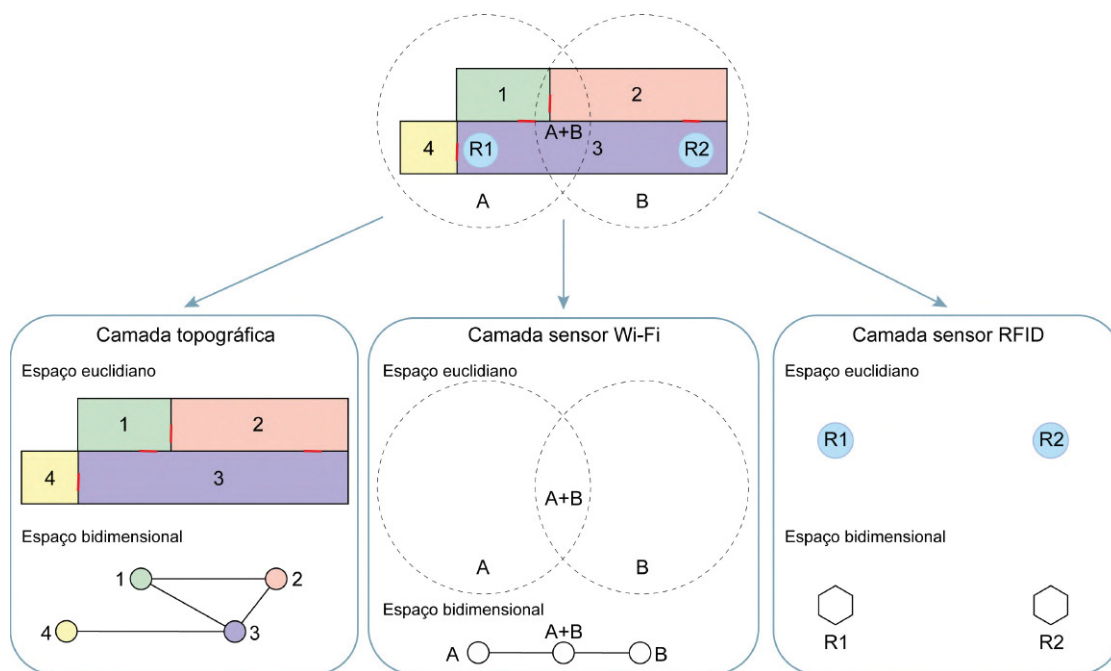 1 2
A+B
4 R1 3 R2
A B
Camada topográfica
Espaço euclidiano
1 2
4 3
Espaço bidimensional
1 2
4 3
Camada sensor Wi-Fi
Espaço euclidiano
A+B
A B
Espaço bidimensional
A+B
A B
Camada sensor RFID
Espaço euclidiano
R1 R2
Espaço bidimensional
R1 R2